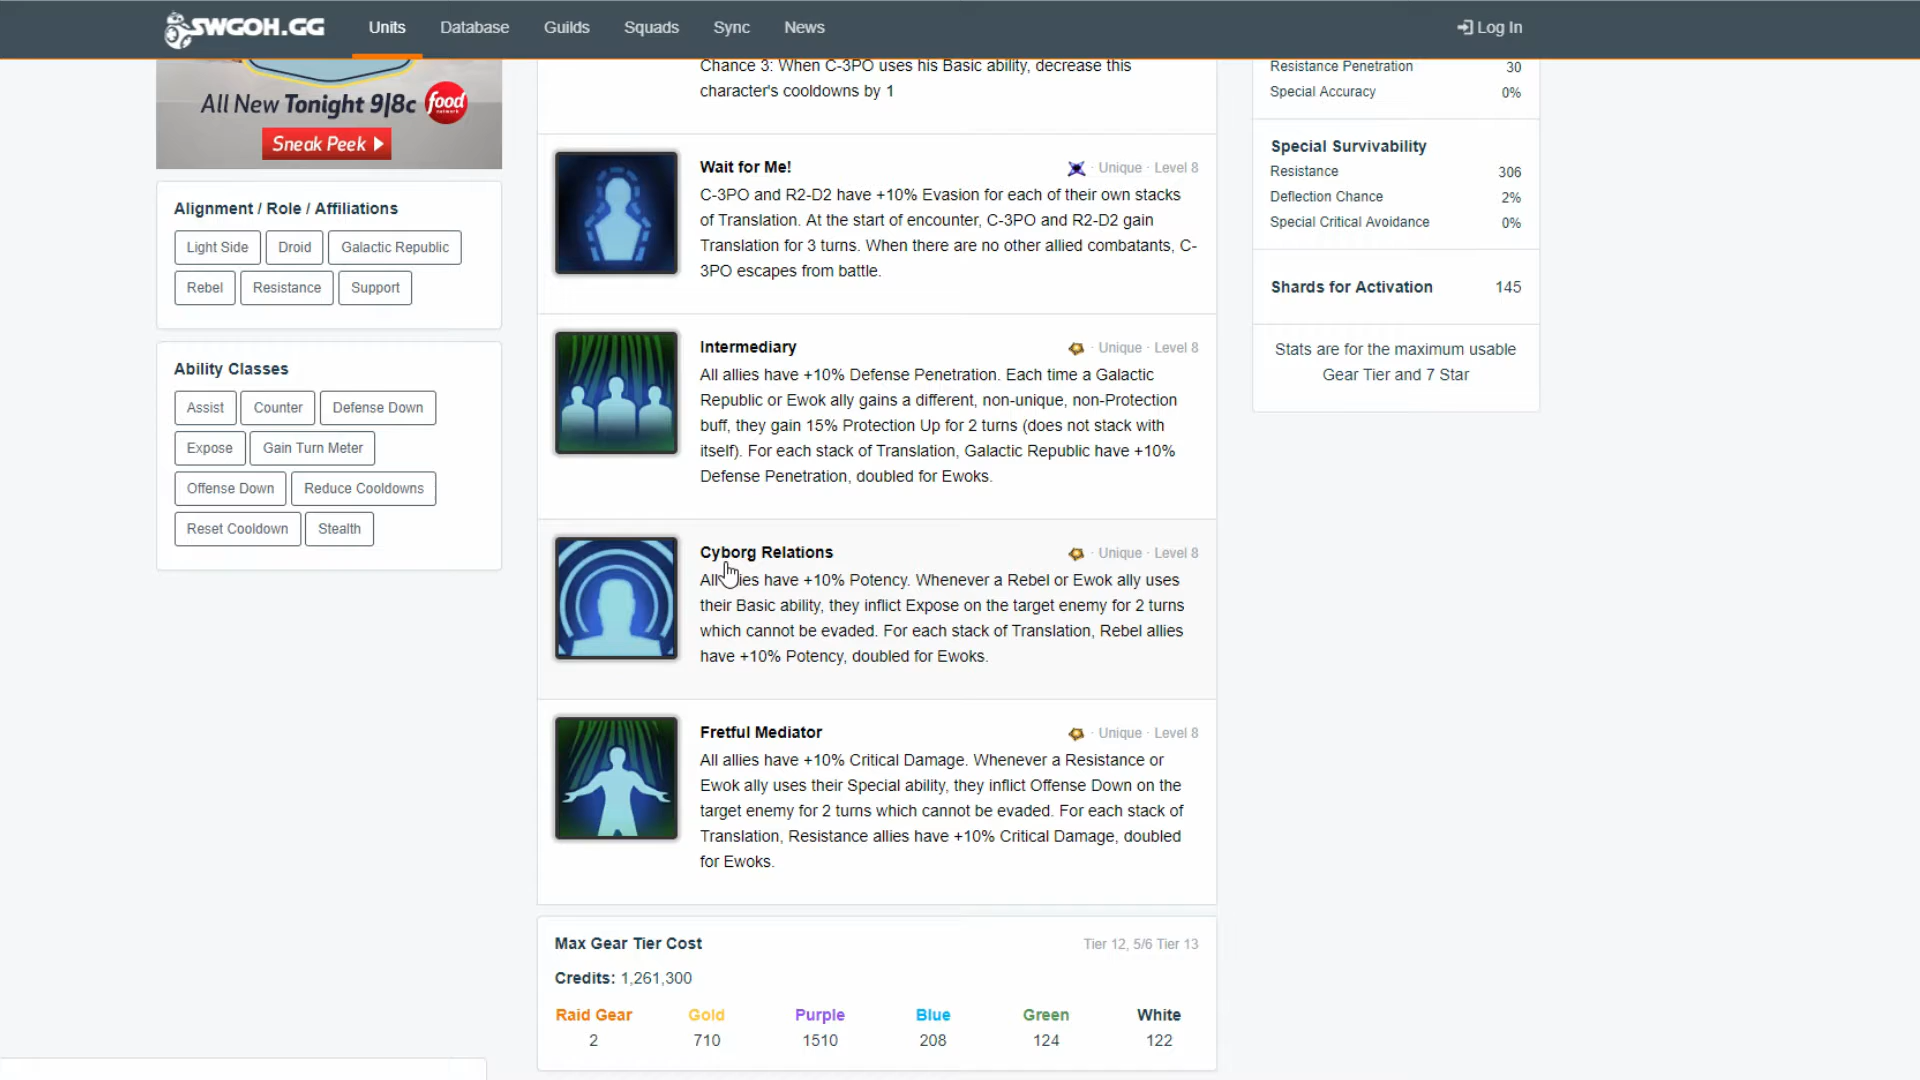 SWGOH.GG
Units
Database
Guilds
Squads
Sync
News
Log In
All New Tonight 9|8c food
Sneak Peek
Alignment / Role / Affiliations
Light Side
Droid
Galactic Republic
Rebel
Resistance
Support
Ability Classes
Assist
Counter
Defense Down
Expose
Gain Turn Meter
Offense Down
Reduce Cooldowns
Reset Cooldown
Stealth
Chance 3: When C-3PO uses his Basic ability, decrease this
character's cooldowns by 1
Wait for Me!
· Unique · Level 8
C-3PO and R2-D2 have +10% Evasion for each of their own stacks
of Translation. At the start of encounter, C-3PO and R2-D2 gain
Translation for 3 turns. When there are no other allied combatants, C-
3PO escapes from battle.
Intermediary
· Unique · Level 8
All allies have +10% Defense Penetration. Each time a Galactic
Republic or Ewok ally gains a different, non-unique, non-Protection
buff, they gain 15% Protection Up for 2 turns (does not stack with
itself). For each stack of Translation, Galactic Republic have +10%
Defense Penetration, doubled for Ewoks.
Cyborg Relations
· Unique · Level 8
All allies have +10% Potency. Whenever a Rebel or Ewok ally uses
their Basic ability, they inflict Expose on the target enemy for 2 turns
which cannot be evaded. For each stack of Translation, Rebel allies
have +10% Potency, doubled for Ewoks.
Fretful Mediator
· Unique · Level 8
All allies have +10% Critical Damage. Whenever a Resistance or
Ewok ally uses their Special ability, they inflict Offense Down on the
target enemy for 2 turns which cannot be evaded. For each stack of
Translation, Resistance allies have +10% Critical Damage, doubled
for Ewoks.
Max Gear Tier Cost
Tier 12, 5/6 Tier 13
Credits: 1,261,300
Raid Gear Gold Purple Blue Green White
2 710 1510 208 124 122
Resistance Penetration 30
Special Accuracy 0%
Special Survivability
Resistance 306
Deflection Chance 2%
Special Critical Avoidance 0%
Shards for Activation 145
Stats are for the maximum usable
Gear Tier and 7 Star